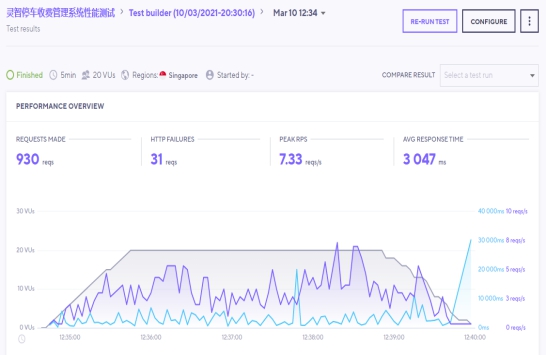 灵智停车收费管理系统性能测试 > Test builder (10/03/2021-20:30:16) > Mar 10 12:34
RE-RUN TEST CONFIGURE
Test results
Finished 5min 20 VUs Regions: Singapore Started by: -
COMPARE RESULT Select a test run
PERFORMANCE OVERVIEW
REQUESTS MADE HTTP FAILURES PEAK RPS AVG RESPONSE TIME
930 reqs 31 reqs 7.33 reqs/s 3 047 ms
30 VUs 40 000ms 10 reqs/s
30 000ms 8 reqs/s
20 VUs
20 000ms 5 reqs/s
10 VUs 10 000ms 3 reqs/s
0 VUs 0ms 0 reqs/s
12:35:00 12:36:00 12:37:00 12:38:00 12:39:00 12:40:00